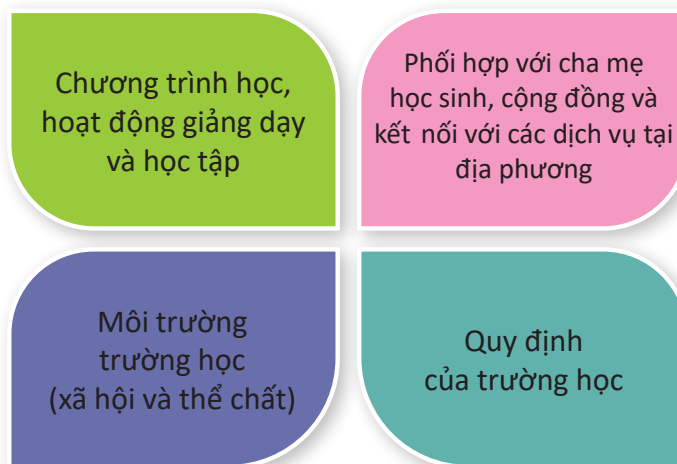 Chương trình học,
hoạt động giảng dạy
và học tập
Phối hợp với cha mẹ
học sinh, cộng đồng và
kết nối với các dịch vụ tại
địa phương
Môi trường
trường học
(xã hội và thể chất)
Quy định
của trường học